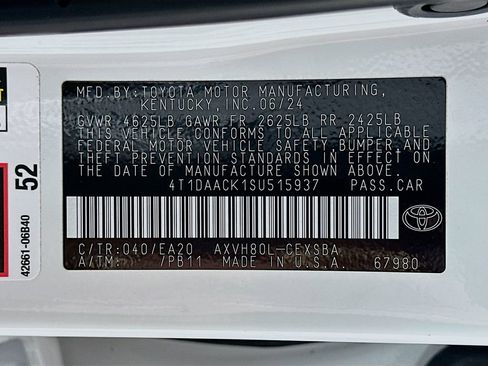 MFD.BY:TOYOTA MOTOR MANUFACTURING,
KENTUCKY,INC.06/24
GVWR 4625LB GAWR FR 2625LB RR 2425LB
THIS VEHICLE CONFORMS TO ALL APPLICABLE
FEDERAL MOTOR VEHICLE SAFETY,BUMPER,AND
THEFT PREVENTION STANDARDS IN EFFECT ON
THE DATE OF MANUFACTURE SHOWN ABOVE.
4T1DAACK1SU515937 PASS.CAR
C/TR:040/EA20 AXVH80L-CEXSBA
A/TM: /PB11 MADE IN U.S.A. 67980
TOYOTA
42661-06B40
52